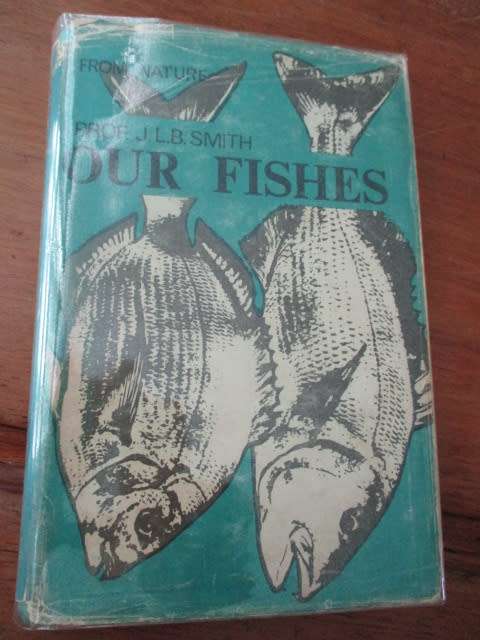 FROM NATURE
PROF. J.L.B. SMITH
OUR FISHES